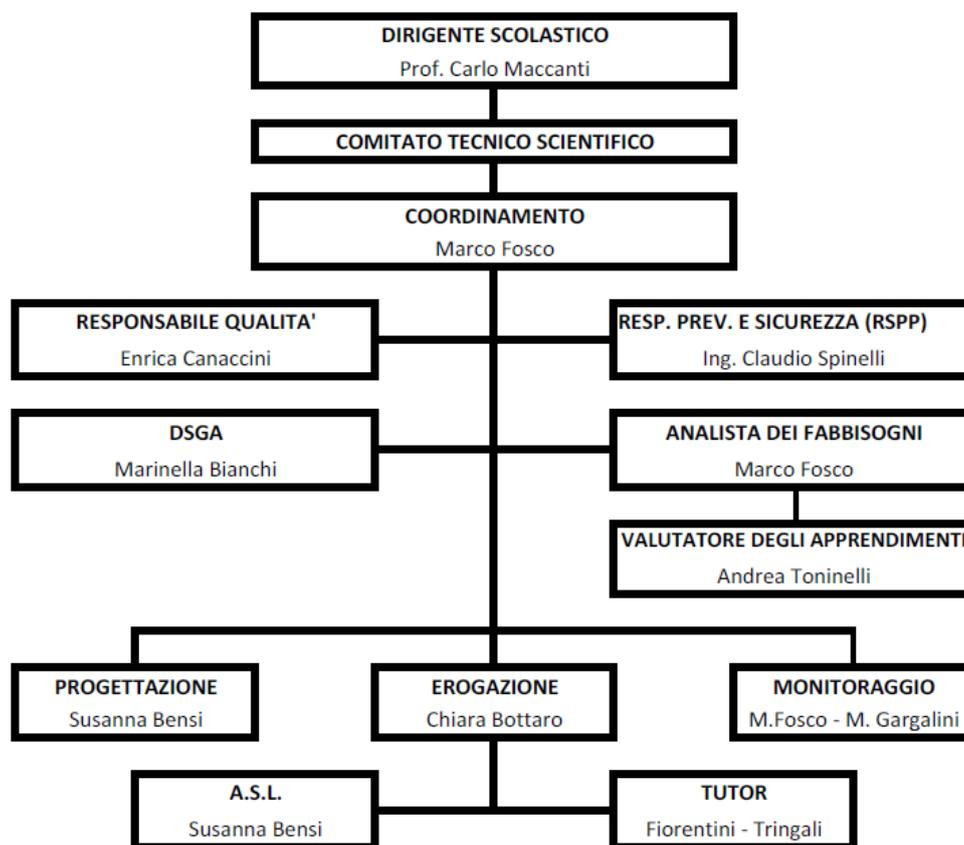 DIRIGENTE SCOLASTICO
Prof. Carlo Maccanti
COMITATO TECNICO SCIENTIFICO
COORDINAMENTO
Marco Fosco
RESPONSABILE QUALITA'
Enrica Canaccini
RESP. PREV. E SICUREZZA (RSPP)
Ing. Claudio Spinelli
DSGA
Marinella Bianchi
ANALISTA DEI FABBISOGNI
Marco Fosco
VALUTATORE DEGLI APPRENDIMENTI
Andrea Toninelli
PROGETTAZIONE
Susanna Bensi
EROGAZIONE
Chiara Bottaro
MONITORAGGIO
M.Fosco - M. Gargalini
A.S.L.
Susanna Bensi
TUTOR
Fiorentini - Tringali